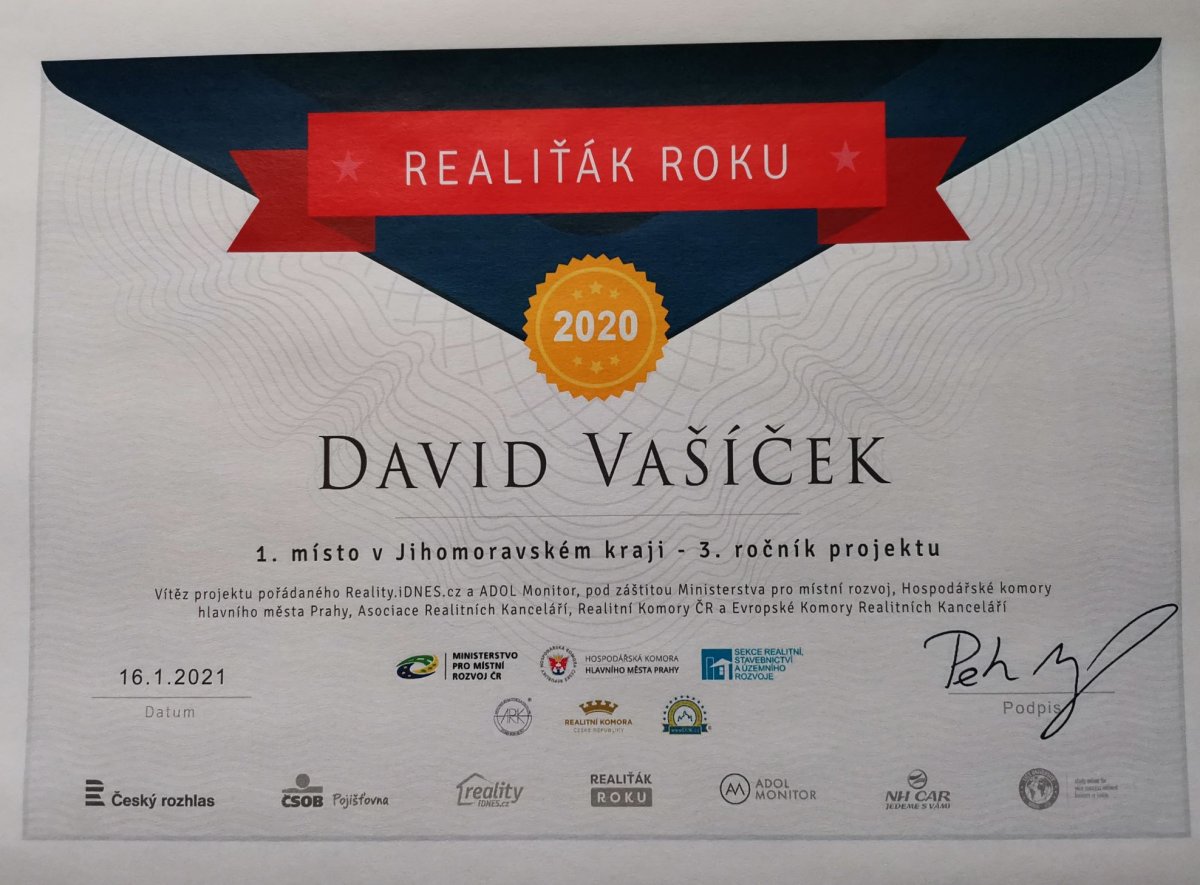 REALIŤÁK ROKU
2020
DAVID VAŠÍČEK
1. místo v Jihomoravském kraji - 3. ročník projektu
Vítěz projektu pořádaného Reality.iDNES.cz a ADOL Monitor, pod záštitou Ministerstva pro místní rozvoj, Hospodářské komory
hlavního města Prahy, Asociace Realitních Kanceláří, Realitní Komory ČR a Evropské Komory Realitních Kanceláří
MINISTERSTVO
PRO MÍSTNÍ
ROZVOJ ČR
HOSPODÁŘSKÁ KOMORA
HLAVNÍHO MĚSTA PRAHY
SEKCE REALITNÍ,
STAVEBNICTVÍ
A ÚZEMNÍHO
ROZVOJE
16.1.2021
Datum
Podpis
ARK
REALITNÍ KOMORA
ČESKÉ REPUBLIKY
Český rozhlas
ČSOB Pojišťovna
reality
iDNES.cz
REALIŤÁK
ROKU
ADOL
MONITOR
NH CAR
JEDEME S VÁMI